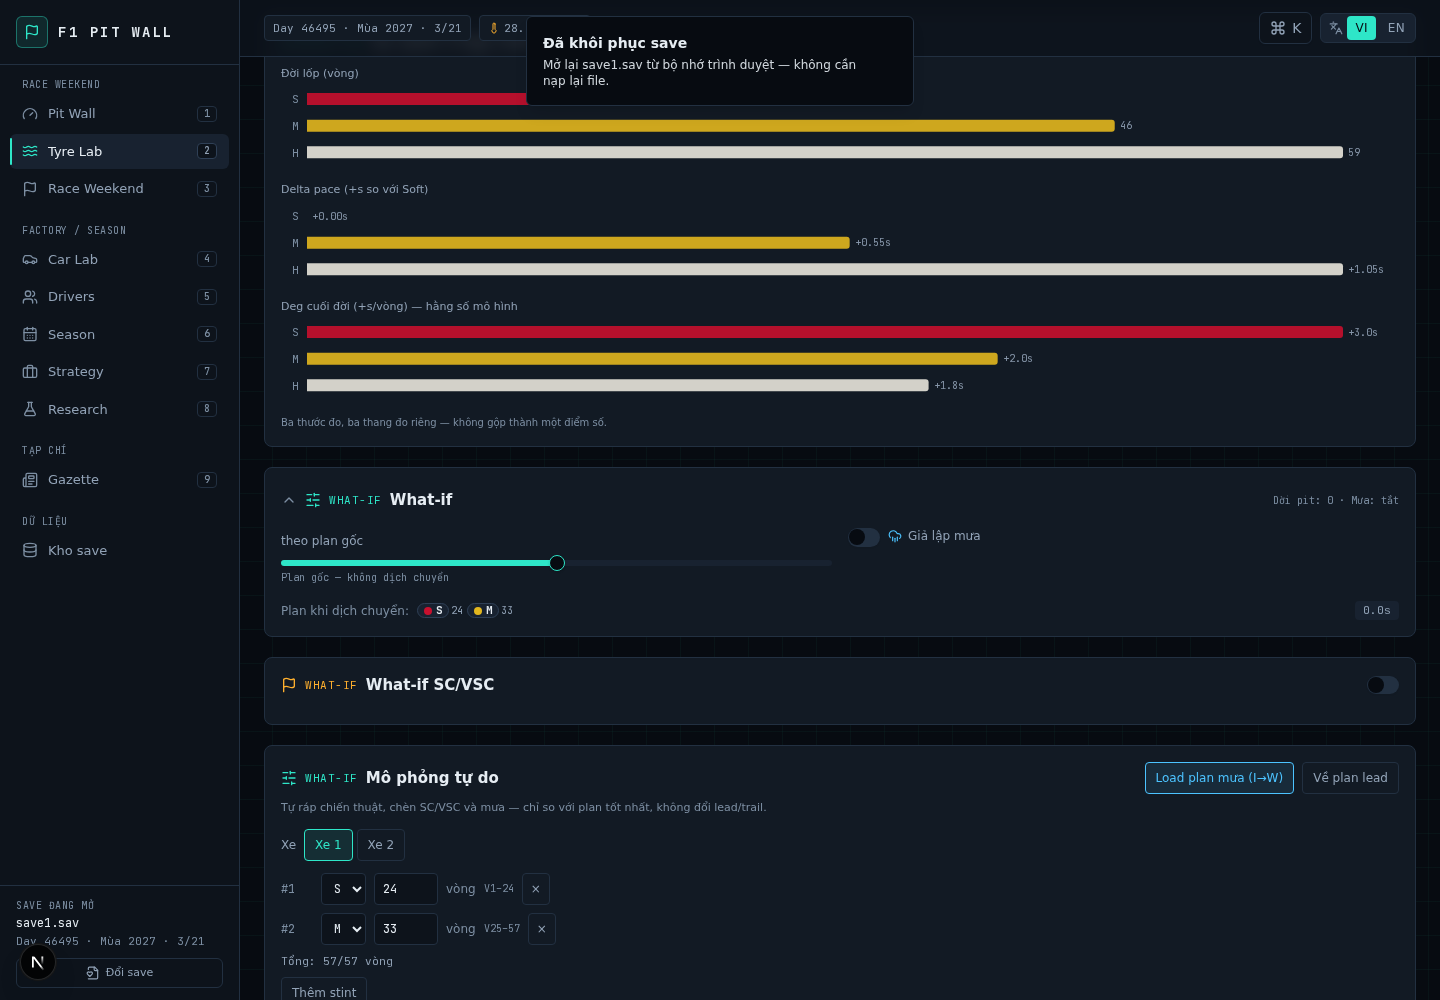 F1 PIT WALL
RACE WEEKEND
Pit Wall 1
Tyre Lab 2
Race Weekend 3
FACTORY / SEASON
Car Lab 4
Drivers 5
Season 6
Strategy 7
Research 8
TẠP CHÍ
Gazette 9
DỮ LIỆU
Kho save
SAVE ĐANG MỞ
save1.sav
Day 46495 · Mùa 2027 · 3/21
Đổi save
Day 46495 · Mùa 2027 · 3/21
28.
⌘ K
VI EN
Đã khôi phục save
Mở lại save1.sav từ bộ nhớ trình duyệt — không cần
nạp lại file.
Đời lốp (vòng)
S
M 46
H 59
Delta pace (+s so với Soft)
S +0.00s
M +0.55s
H +1.05s
Deg cuối đời (+s/vòng) — hằng số mô hình
S +3.0s
M +2.0s
H +1.8s
Ba thước đo, ba thang đo riêng — không gộp thành một điểm số.
WHAT-IF What-if
Dời pit: 0 · Mưa: tắt
theo plan gốc
Giả lập mưa
Plan gốc — không dịch chuyển
Plan khi dịch chuyển: S 24 M 33
0.0s
WHAT-IF What-if SC/VSC
WHAT-IF Mô phỏng tự do
Load plan mưa (I→W) Về plan lead
Tự ráp chiến thuật, chèn SC/VSC và mưa — chỉ so với plan tốt nhất, không đổi lead/trail.
Xe Xe 1 Xe 2
#1 S 24 vòng V1–24 ×
#2 M 33 vòng V25–57 ×
Tổng: 57/57 vòng
Thêm stint